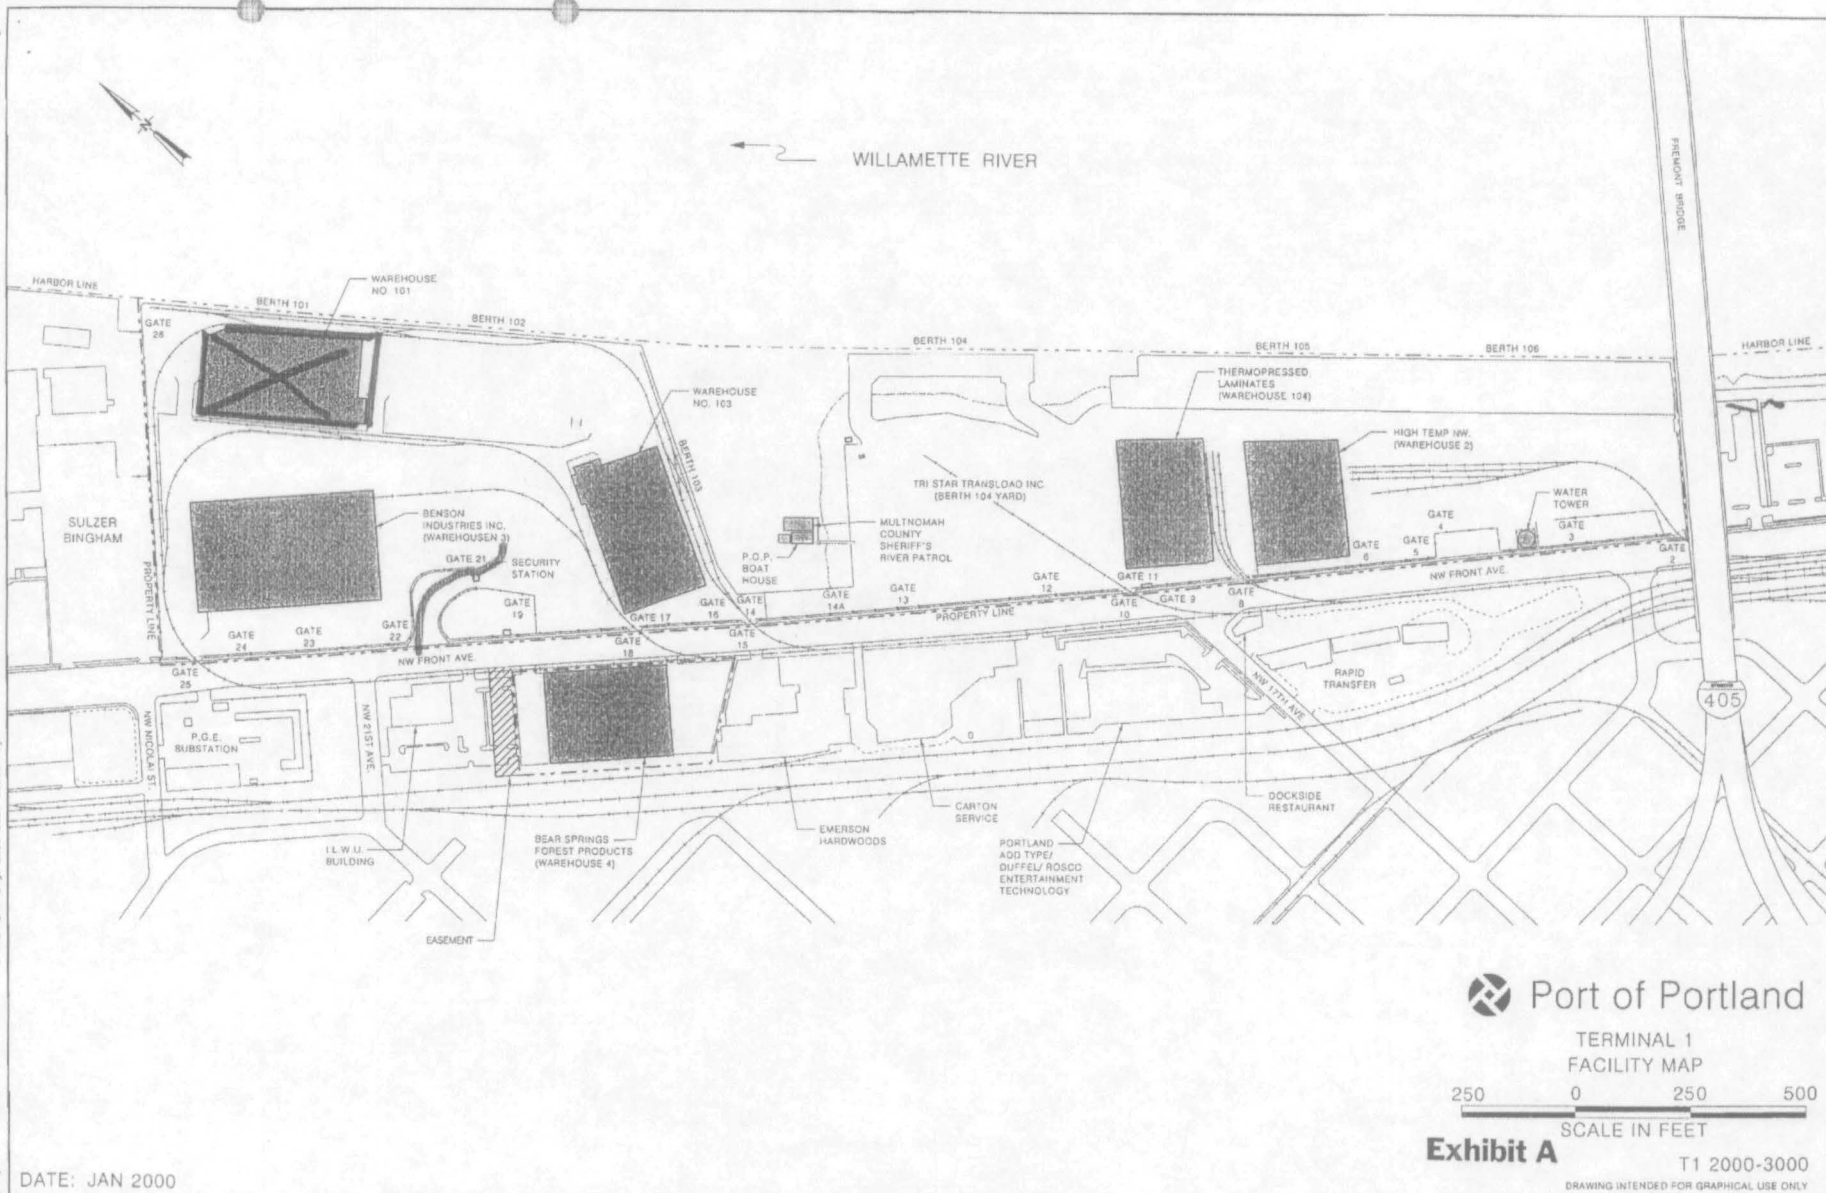 N
WILLAMETTE RIVER
FREMONT BRIDGE
HARBOR LINE
WAREHOUSE
NO. 101
BERTH 101
BERTH 102
BERTH 104
BERTH 105
BERTH 106
HARBOR LINE
GATE
26
WAREHOUSE
NO. 103
BERTH 103
THERMOPRESSED
LAMINATES
(WAREHOUSE 104)
HIGH TEMP NW.
(WAREHOUSE 2)
TRI STAR TRANSLOAD INC
(BERTH 104 YARD)
WATER
TOWER
SULZER
BINGHAM
PROPERTY LINE
BENSON
INDUSTRIES INC.
(WAREHOUSEN 3)
GATE 21
SECURITY
STATION
MULTNOMAH
COUNTY
SHERIFF'S
RIVER PATROL
P.O.P.
BOAT
HOUSE
GATE
24
GATE
23
GATE
22
GATE
19
GATE 17
GATE
16
GATE
14
GATE
14A
GATE
13
GATE
12
GATE 11
GATE
10
GATE 9
GATE
8
GATE
6
GATE
5
GATE
4
GATE
3
GATE
2
NW FRONT AVE.
PROPERTY LINE
NW FRONT AVE.
GATE
25
GATE
18
GATE
15
NW NICOLAI ST.
P.G.E.
SUBSTATION
NW 21ST AVE.
NW 17TH AVE
RAPID
TRANSFER
405
I.L.W.U.
BUILDING
EASEMENT
BEAR SPRINGS
FOREST PRODUCTS
(WAREHOUSE 4)
EMERSON
HARDWOODS
CARTON
SERVICE
PORTLAND
ADD TYPE/
DUFFEL/ ROSCO
ENTERTAINMENT
TECHNOLOGY
DOCKSIDE
RESTAURANT
Port of Portland
TERMINAL 1
FACILITY MAP
250 0 250 500
SCALE IN FEET
Exhibit A
T1 2000-3000
DRAWING INTENDED FOR GRAPHICAL USE ONLY
DATE: JAN 2000